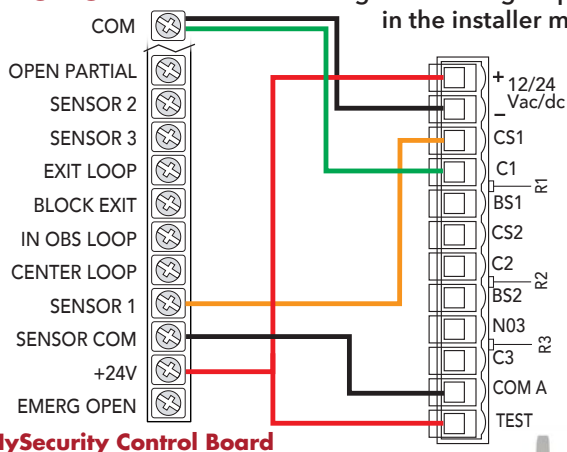 in the installer m
COM
OPEN PARTIAL
SENSOR 2
SENSOR 3
EXIT LOOP
BLOCK EXIT
IN OBS LOOP
CENTER LOOP
SENSOR 1
SENSOR COM
+24V
EMERG OPEN
+ 12/24
– Vac/dc
CS1
C1
R1
BS1
CS2
C2
R2
BS2
N03
R3
C3
COM A
TEST
Security Control Board